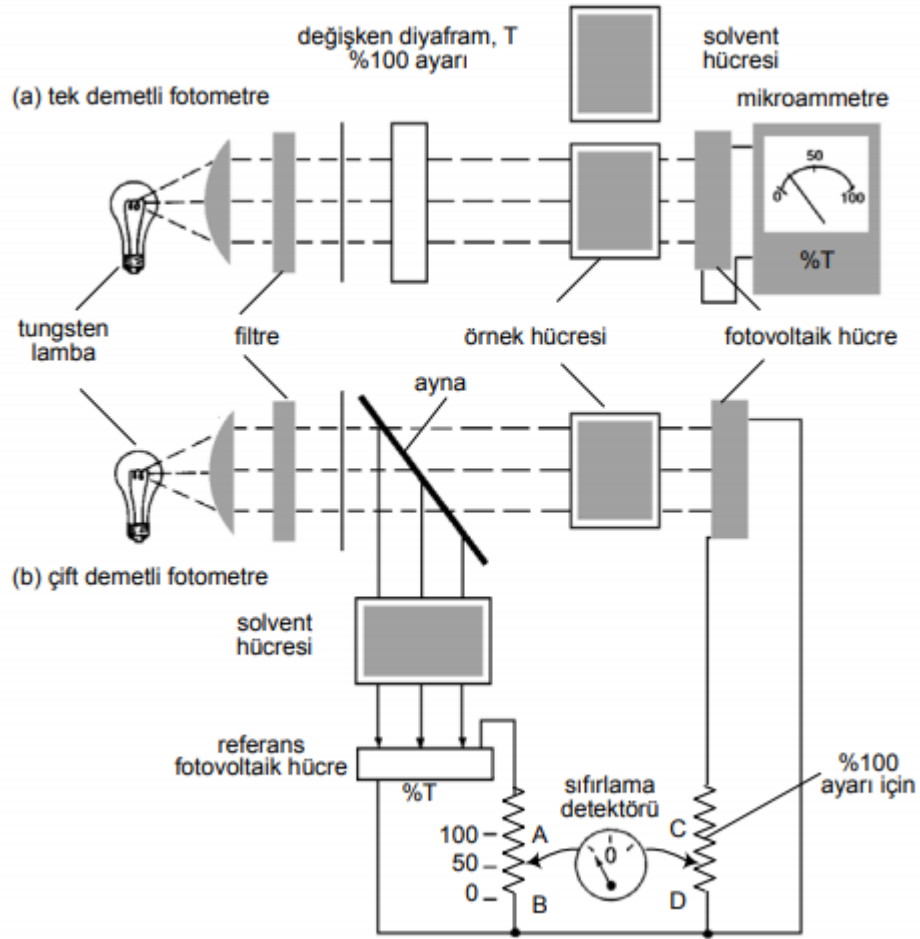 değişken diyafram, T
%100 ayarı
solvent
hücresi
(a) tek demetli fotometre
mikroammetre
0
50
100
%T
tungsten
lamba
filtre
örnek hücresi
fotovoltaik hücre
ayna
(b) çift demetli fotometre
solvent
hücresi
referans
fotovoltaik hücre
%T
sıfırlama
detektörü
%100
ayarı için
100
50
0
A
B
0
C
D